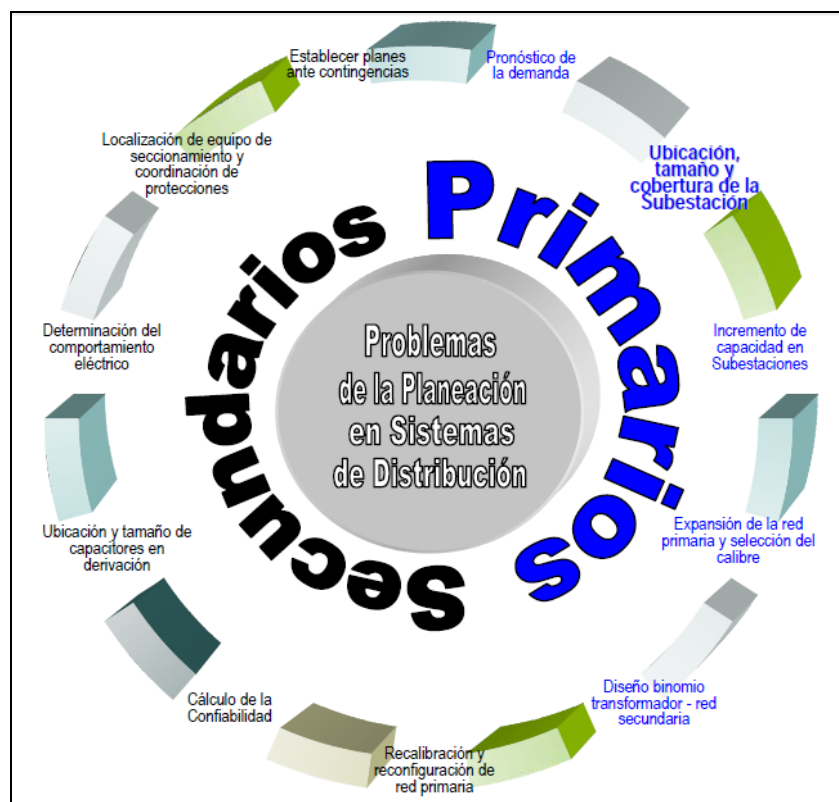 Establecer planes
ante contingencias
Pronóstico de
la demanda
Localización de equipo de
seccionamiento y
coordinación de
protecciones
Ubicación,
tamaño y
cobertura de la
Subestación
Secundarios
Primarios
Problemas
de la Planeación
en Sistemas
de Distribución
Determinación del
comportamiento
eléctrico
Incremento de
capacidad en
Subestaciones
Ubicación y tamaño de
capacitores en
derivación
Expansión de la red
primaria y selección del
calibre
Cálculo de la
Confiabilidad
Diseño binomio
transformador - red
secundaria
Recalibración y
reconfiguración de
red primaria